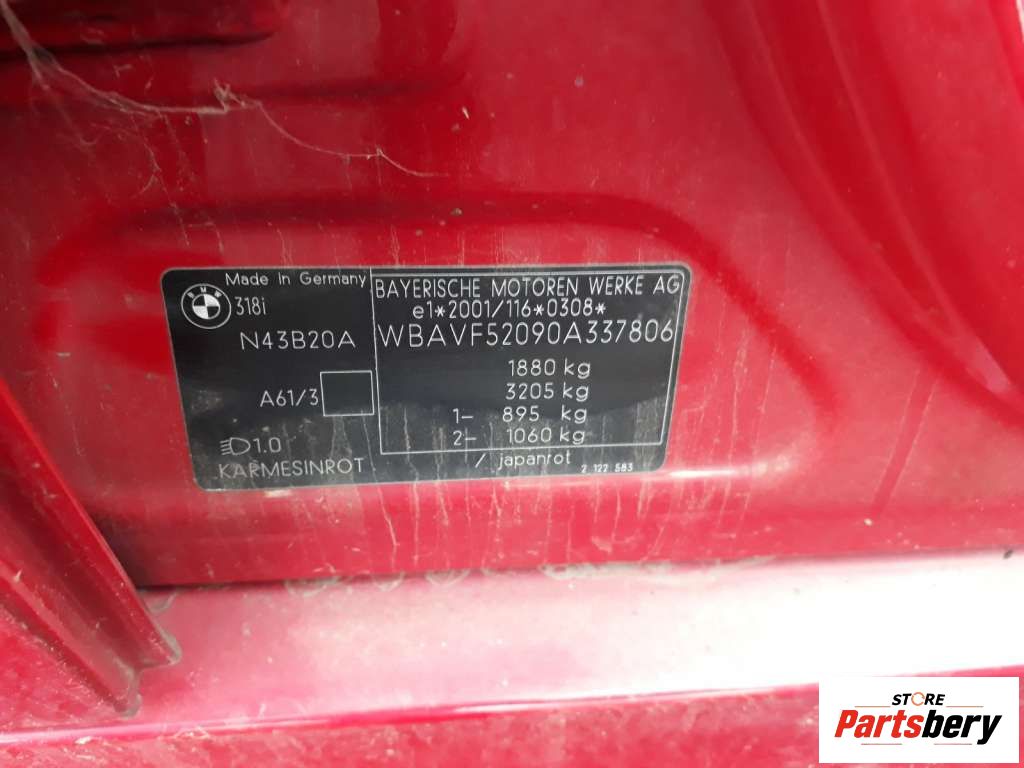 Made In Germany
BMW
318i
N43B20A
A61/3
1.0
KARMESINROT
BAYERISCHE MOTOREN WERKE AG
e1*2001/116*0308*
WBAVF52090A337806
1880 kg
3205 kg
1- 895 kg
2- 1060 kg
/ japanrot
2 122 583
STORE
Partsbery